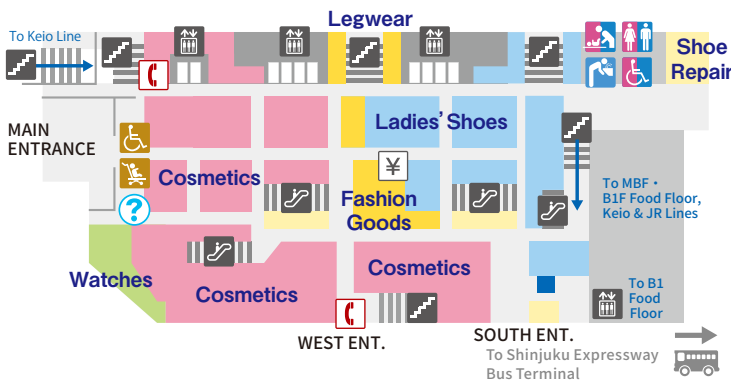 Legwear
To Keio Line
Shoe
Repair
MAIN
ENTRANCE
Ladies' Shoes
¥
Cosmetics
Fashion
Goods
To MBF・
B1F Food Floor,
Keio & JR Lines
?
Watches
Cosmetics
Cosmetics
To B1
Food
Floor
WEST ENT.
SOUTH ENT.
To Shinjuku Expressway
Bus Terminal